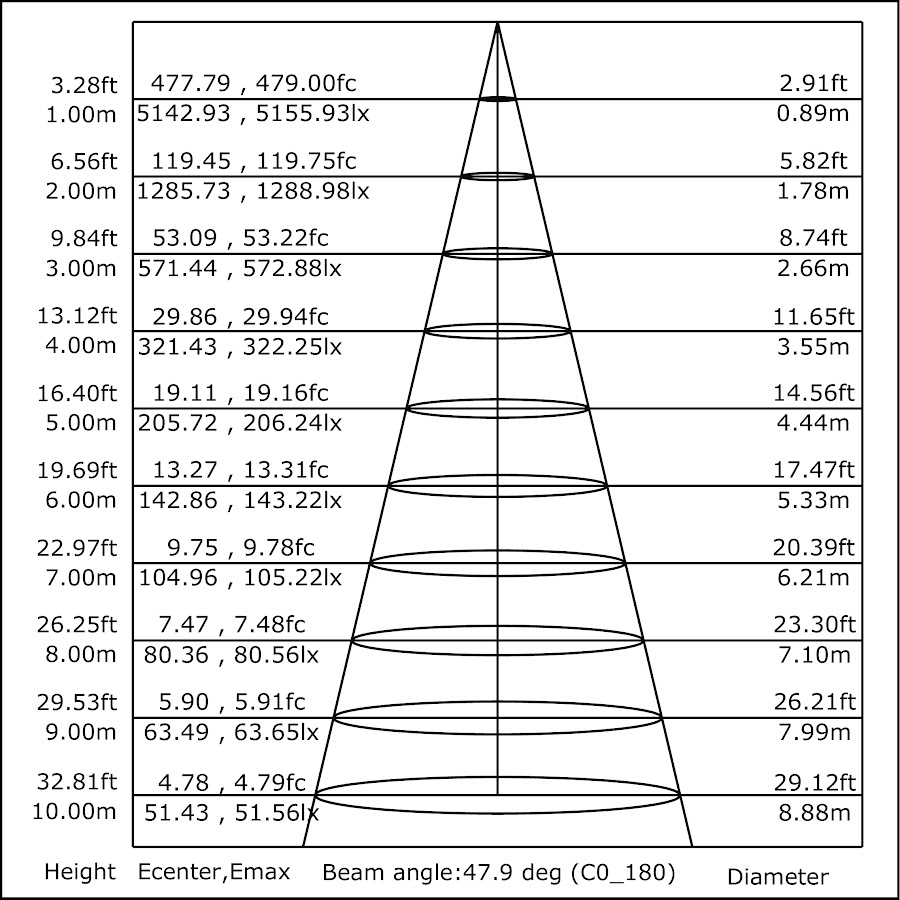 3.28ft 477.79 , 479.00fc 2.91ft
1.00m 5142.93 , 5155.93lx 0.89m
6.56ft 119.45 , 119.75fc 5.82ft
2.00m 1285.73 , 1288.98lx 1.78m
9.84ft 53.09 , 53.22fc 8.74ft
3.00m 571.44 , 572.88lx 2.66m
13.12ft 29.86 , 29.94fc 11.65ft
4.00m 321.43 , 322.25lx 3.55m
16.40ft 19.11 , 19.16fc 14.56ft
5.00m 205.72 , 206.24lx 4.44m
19.69ft 13.27 , 13.31fc 17.47ft
6.00m 142.86 , 143.22lx 5.33m
22.97ft 9.75 , 9.78fc 20.39ft
7.00m 104.96 , 105.22lx 6.21m
26.25ft 7.47 , 7.48fc 23.30ft
8.00m 80.36 , 80.56lx 7.10m
29.53ft 5.90 , 5.91fc 26.21ft
9.00m 63.49 , 63.65lx 7.99m
32.81ft 4.78 , 4.79fc 29.12ft
10.00m 51.43 , 51.56lx 8.88m
Height Ecenter,Emax Beam angle:47.9 deg (C0_180) Diameter